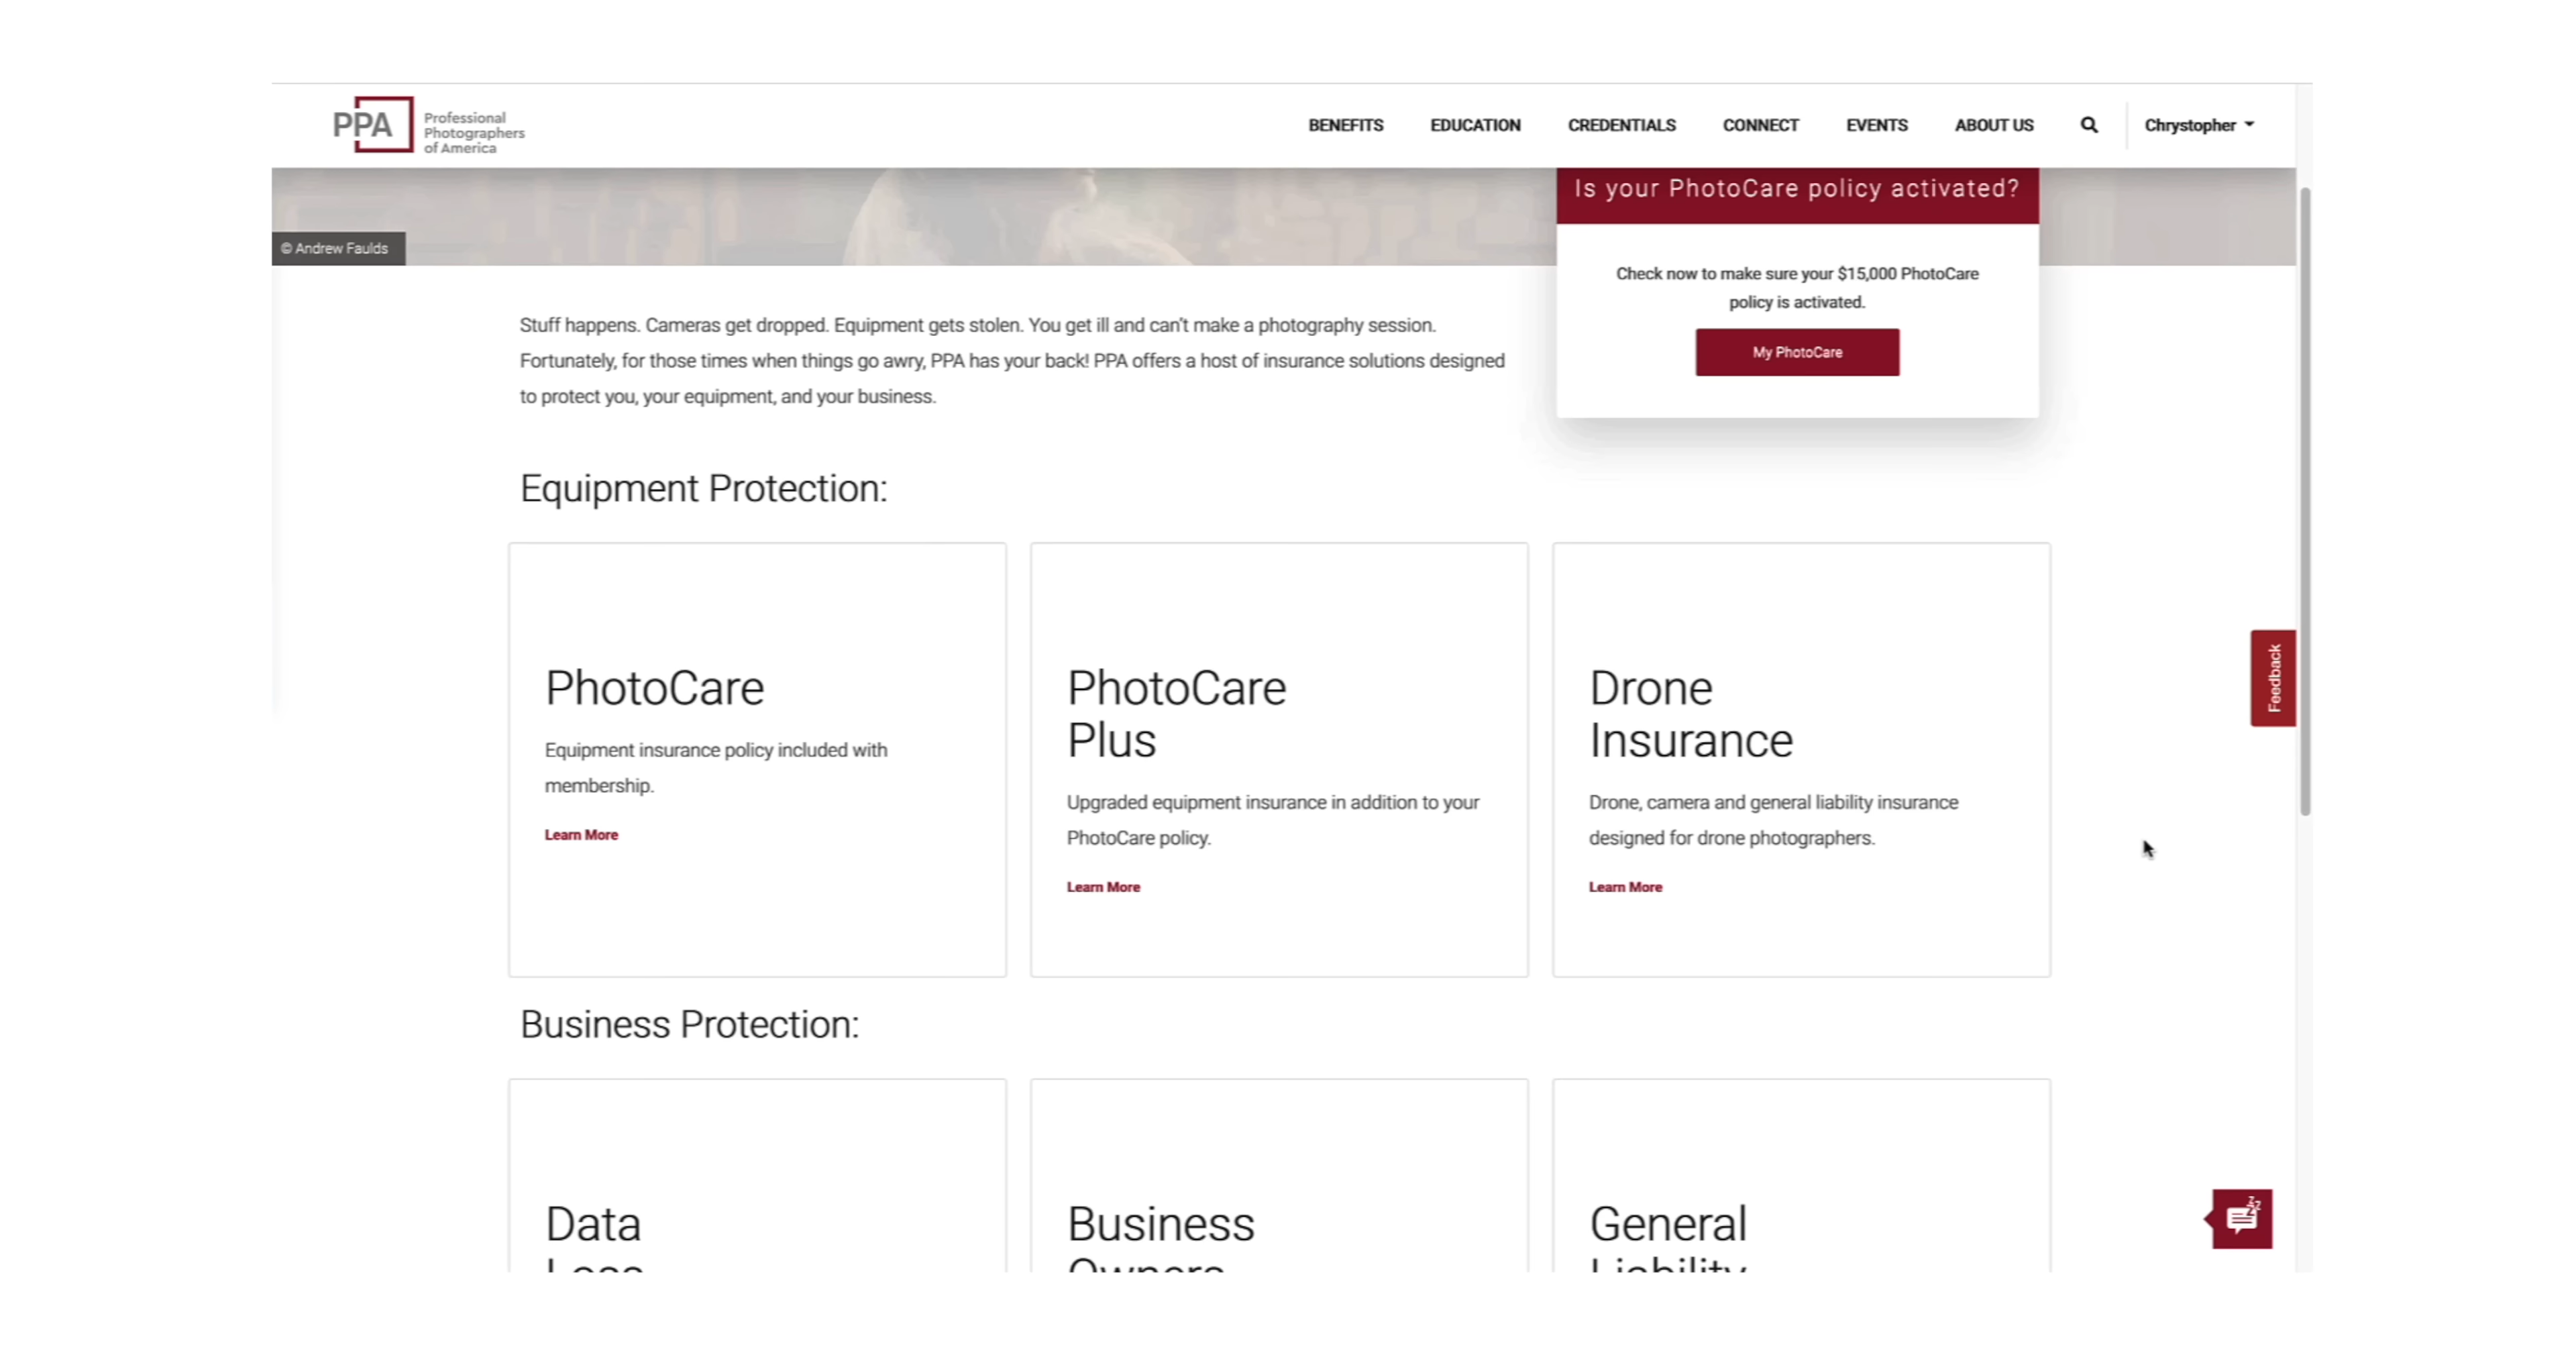 PPA
Professional
Photographers
of America
BENEFITS EDUCATION CREDENTIALS CONNECT EVENTS ABOUT US Chrystopher
Is your PhotoCare policy activated?
© Andrew Faulds
Check now to make sure your $15,000 PhotoCare
policy is activated.
My PhotoCare
Stuff happens. Cameras get dropped. Equipment gets stolen. You get ill and can't make a photography session.
Fortunately, for those times when things go awry, PPA has your back! PPA offers a host of insurance solutions designed
to protect you, your equipment, and your business.
Equipment Protection:
PhotoCare
Equipment insurance policy included with
membership.
Learn More
PhotoCare
Plus
Upgraded equipment insurance in addition to your
PhotoCare policy.
Learn More
Drone
Insurance
Drone, camera and general liability insurance
designed for drone photographers.
Learn More
Feedback
Business Protection:
Data
Loss
Business
Owners
General
Liability